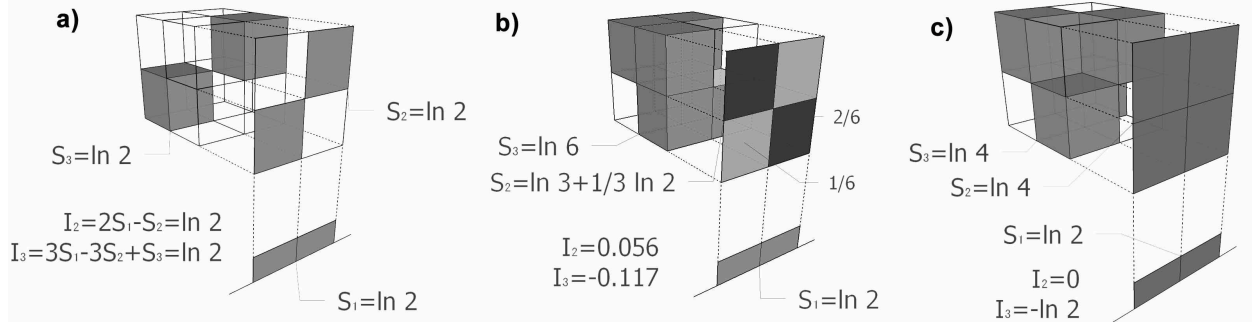 a)
S₂=ln 2
S₃=ln 2
I₂=2S₁-S₂=ln 2
I₃=3S₁-3S₂+S₃=ln 2
S₁=ln 2
b)
2/6
S₃=ln 6
S₂=ln 3+1/3 ln 2
1/6
I₂=0.056
I₃=-0.117
S₁=ln 2
c)
S₃=ln 4
S₂=ln 4
S₁=ln 2
I₂=0
I₃=-ln 2